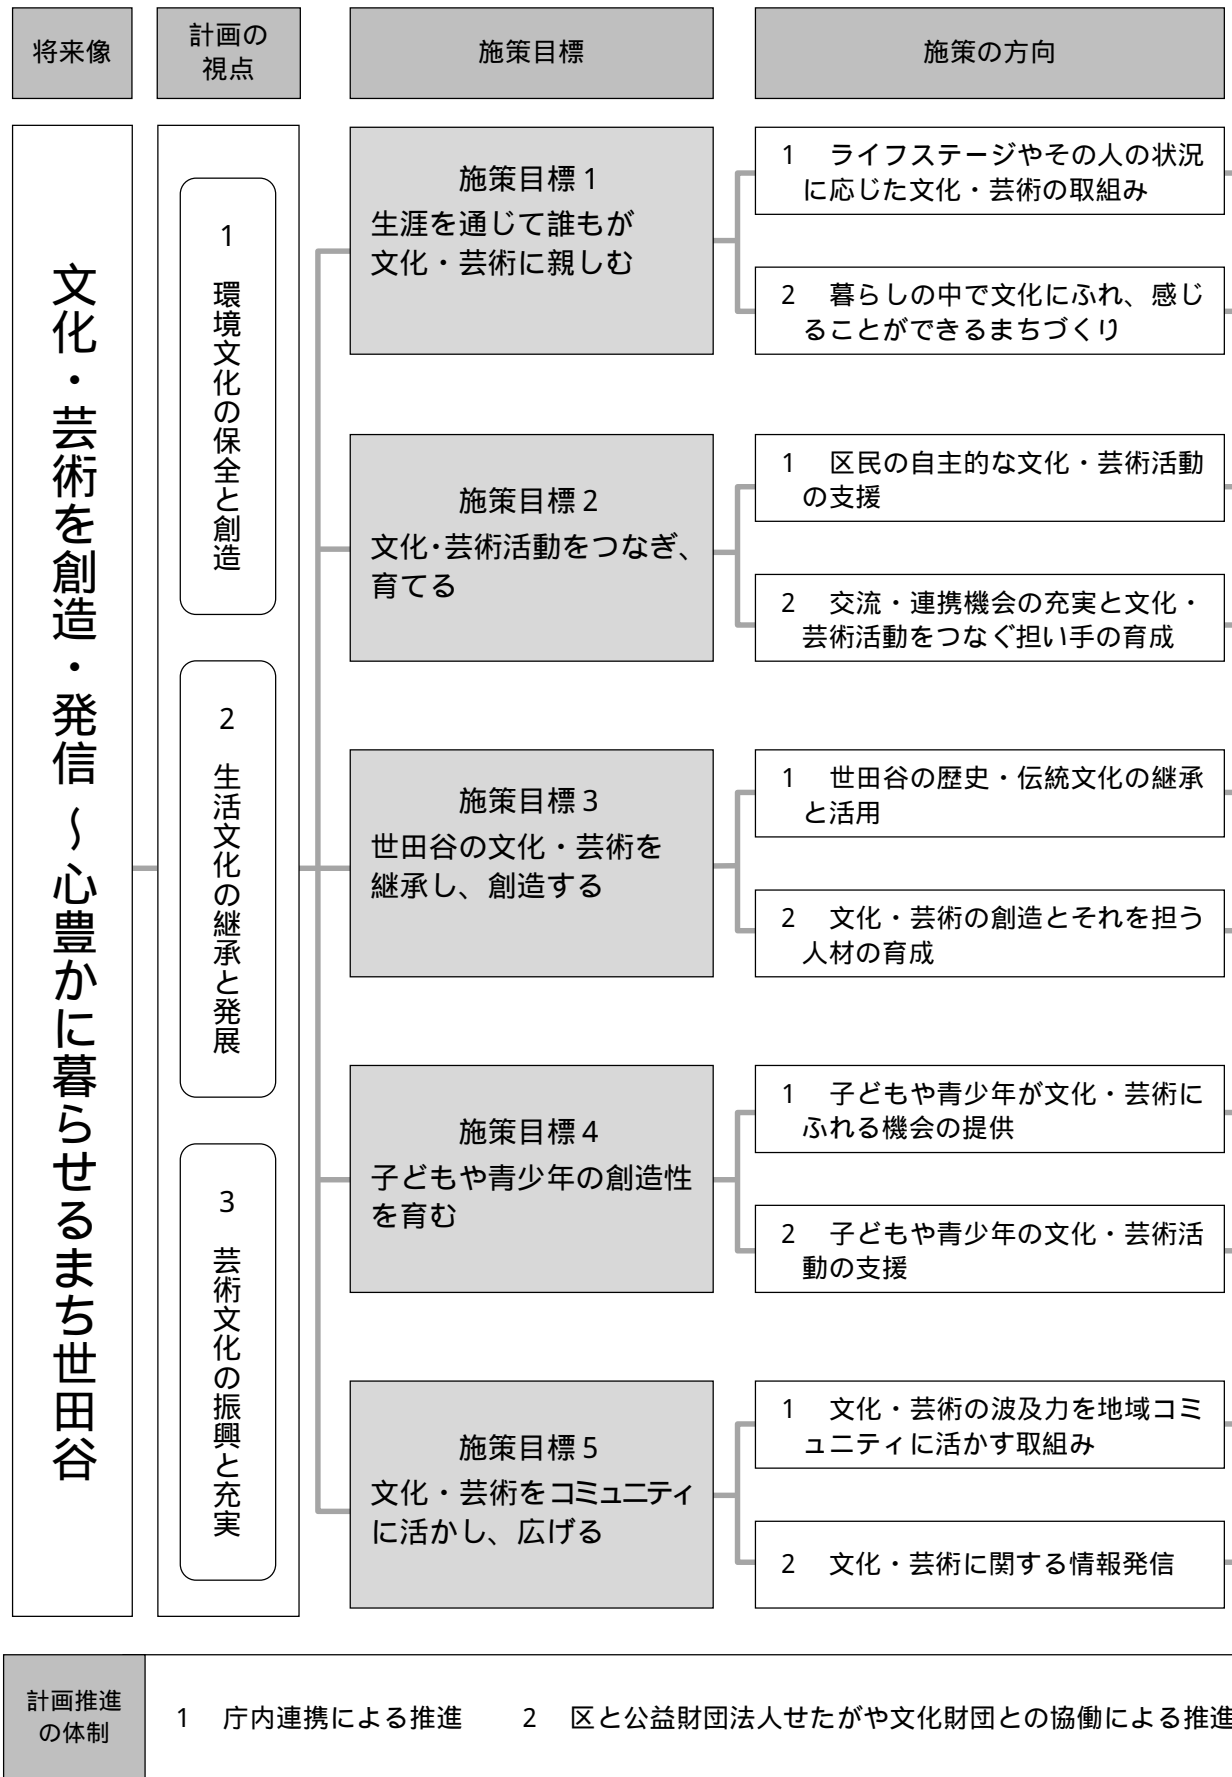 将来像
計画の
視点
施策目標
施策の方向
文化・芸術を創造・発信～心豊かに暮らせるまち世田谷
1 環境文化の保全と創造
2 生活文化の継承と発展
3 芸術文化の振興と充実
施策目標1
生涯を通じて誰もが
文化・芸術に親しむ
1 ライフステージやその人の状況
に応じた文化・芸術の取組み
2 暮らしの中で文化にふれ、感じ
ることができるまちづくり
施策目標2
文化・芸術活動をつなぎ、
育てる
1 区民の自主的な文化・芸術活動
の支援
2 交流・連携機会の充実と文化・
芸術活動をつなぐ担い手の育成
施策目標3
世田谷の文化・芸術を
継承し、創造する
1 世田谷の歴史・伝統文化の継承
と活用
2 文化・芸術の創造とそれを担う
人材の育成
施策目標4
子どもや青少年の創造性
を育む
1 子どもや青少年が文化・芸術に
ふれる機会の提供
2 子どもや青少年の文化・芸術活
動の支援
施策目標5
文化・芸術をコミュニティ
に活かし、広げる
1 文化・芸術の波及力を地域コミ
ュニティに活かす取組み
2 文化・芸術に関する情報発信
計画推進
の体制
1 庁内連携による推進 2 区と公益財団法人せたがや文化財団との協働による推進